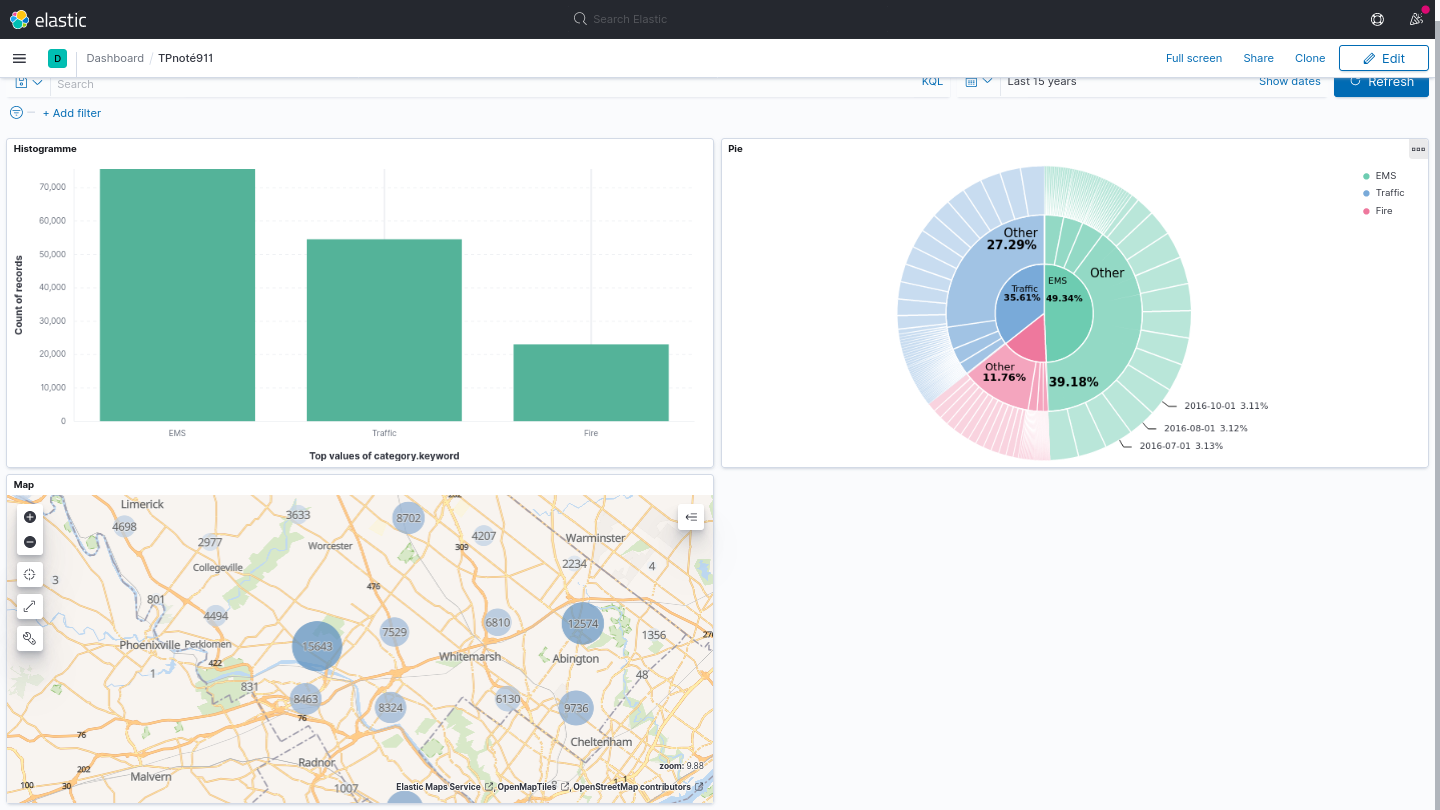 elastic
Search Elastic
D
Dashboard / TPnoté911
Full screen
Share
Clone
Edit
Search
KQL
Last 15 years
Show dates
Refresh
+ Add filter
Histogramme
70,000
60,000
50,000
40,000
30,000
20,000
10,000
0
Count of records
EMS
Traffic
Fire
Top values of category.keyword
Pie
EMS
Traffic
Fire
Other
27.29%
Other
Traffic
35.61%
EMS
49.34%
Other
11.76%
39.18%
2016-10-01 3.11%
2016-08-01 3.12%
2016-07-01 3.13%
Map
Limerick
4698
3633
8702
2977
4207
309
Worcester
Warminster
Collegeville
2234
4
3
476
801
4494
7529
6810
12574
1356
Phoenixville
Perkiomen
15643
422
Whitemarsh
Abington
1
831
48
8463
8324
6130
9736
76
76
Cheltenham
202
Radnor
Malvern
zoom: 9.88
100
30
1007
Elastic Maps Service , OpenMapTiles , OpenStreetMap contributors